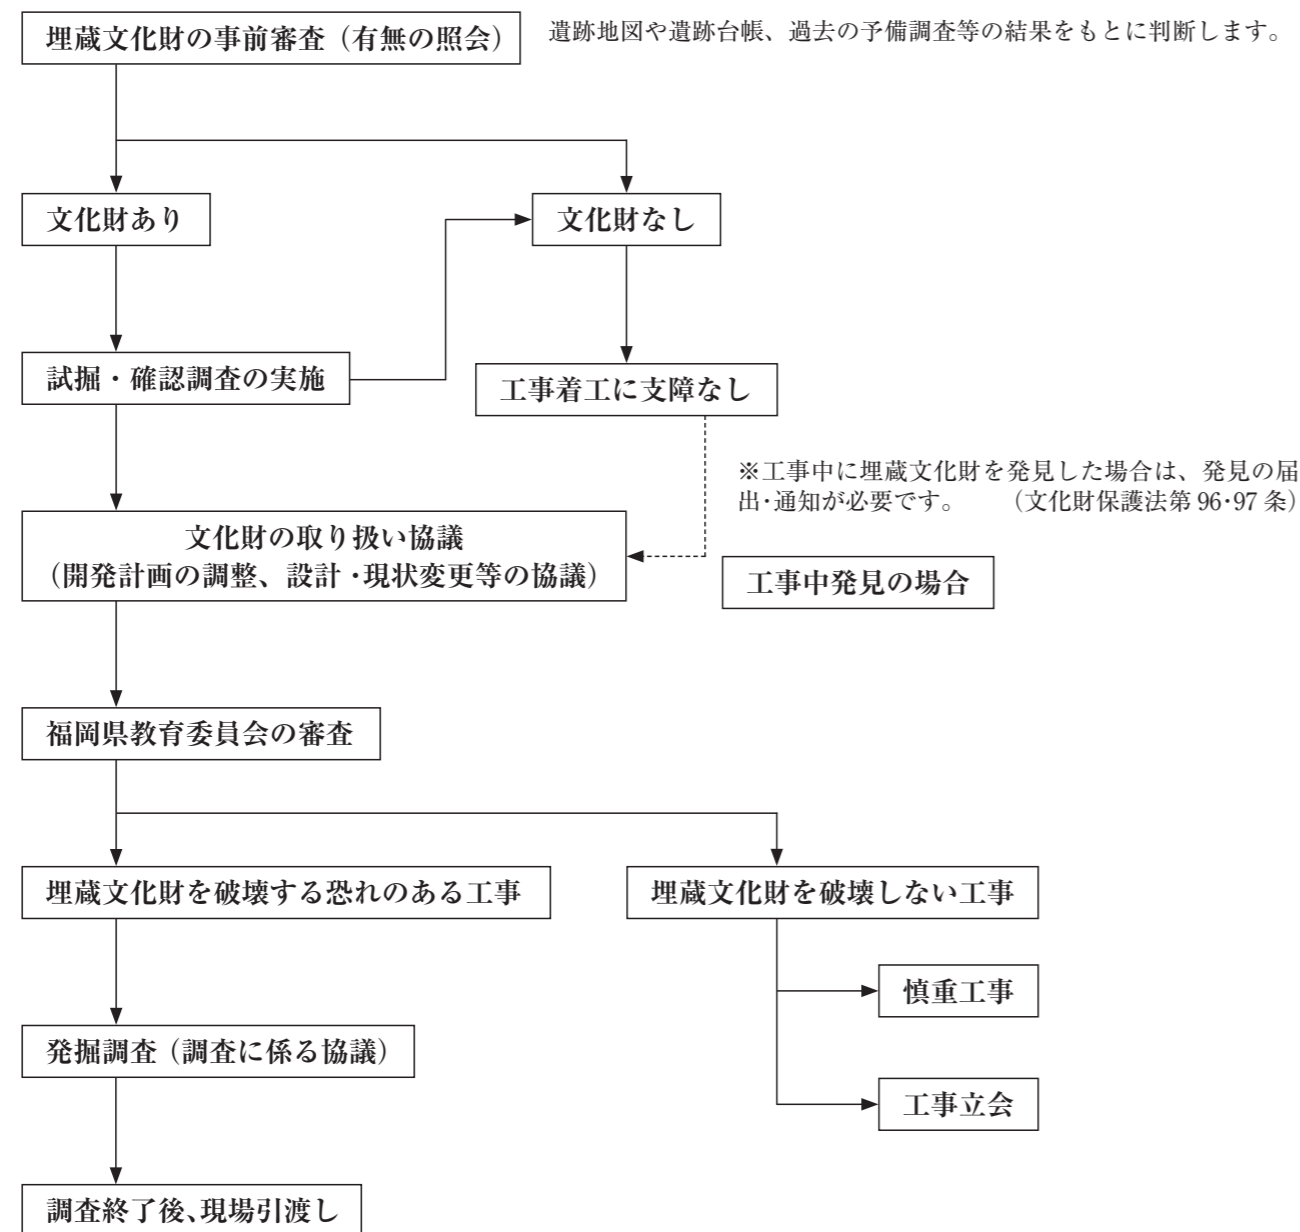 埋蔵文化財の事前審査（有無の照会）
遺跡地図や遺跡台帳、過去の予備調査等の結果をもとに判断します。
文化財あり
文化財なし
試掘・確認調査の実施
工事着工に支障なし
※工事中に埋蔵文化財を発見した場合は、発見の届
出･通知が必要です。　　（文化財保護法第 96･97 条）
文化財の取り扱い協議
（開発計画の調整、設計・現状変更等の協議）
工事中発見の場合
福岡県教育委員会の審査
埋蔵文化財を破壊する恐れのある工事
埋蔵文化財を破壊しない工事
慎重工事
発掘調査（調査に係る協議）
工事立会
調査終了後、現場引渡し